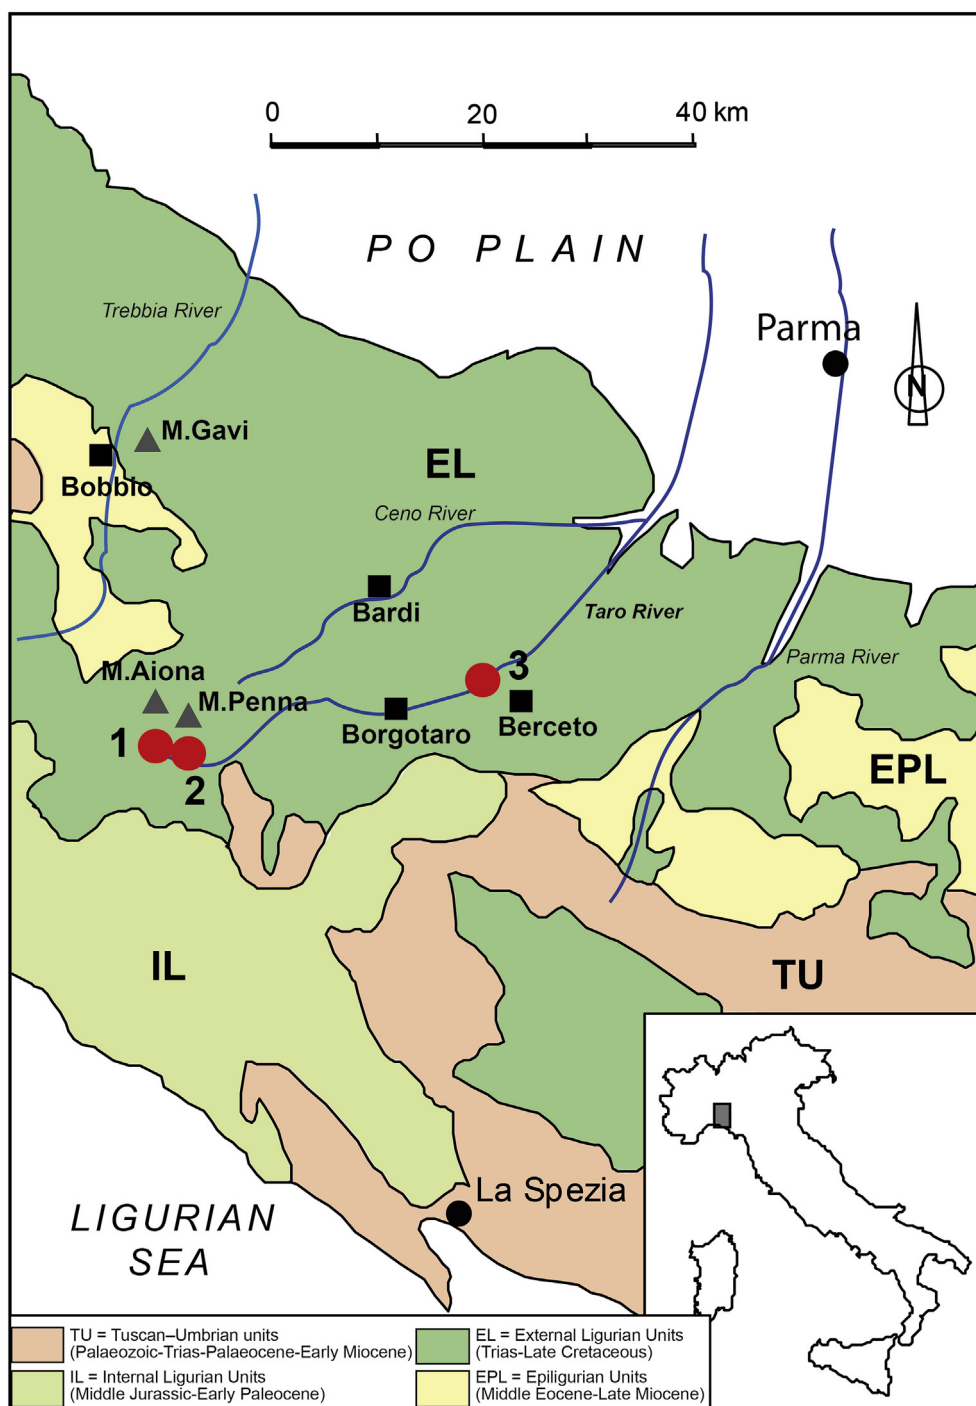 0 20 40 km
PO PLAIN
Trebbia River
Parma
N
M.Gavi
EL
Bobbio
Ceno River
Bardi
Taro River
3
Parma River
M.Aiona
M.Penna
Borgotaro
Berceto
1
2
EPL
IL
TU
La Spezia
LIGURIAN
SEA
TU = Tuscan–Umbrian units
(Palaeozoic-Trias-Palaeocene-Early Miocene)
EL = External Ligurian Units
(Trias-Late Cretaceous)
IL = Internal Ligurian Units
(Middle Jurassic-Early Paleocene)
EPL = Epiligurian Units
(Middle Eocene-Late Miocene)